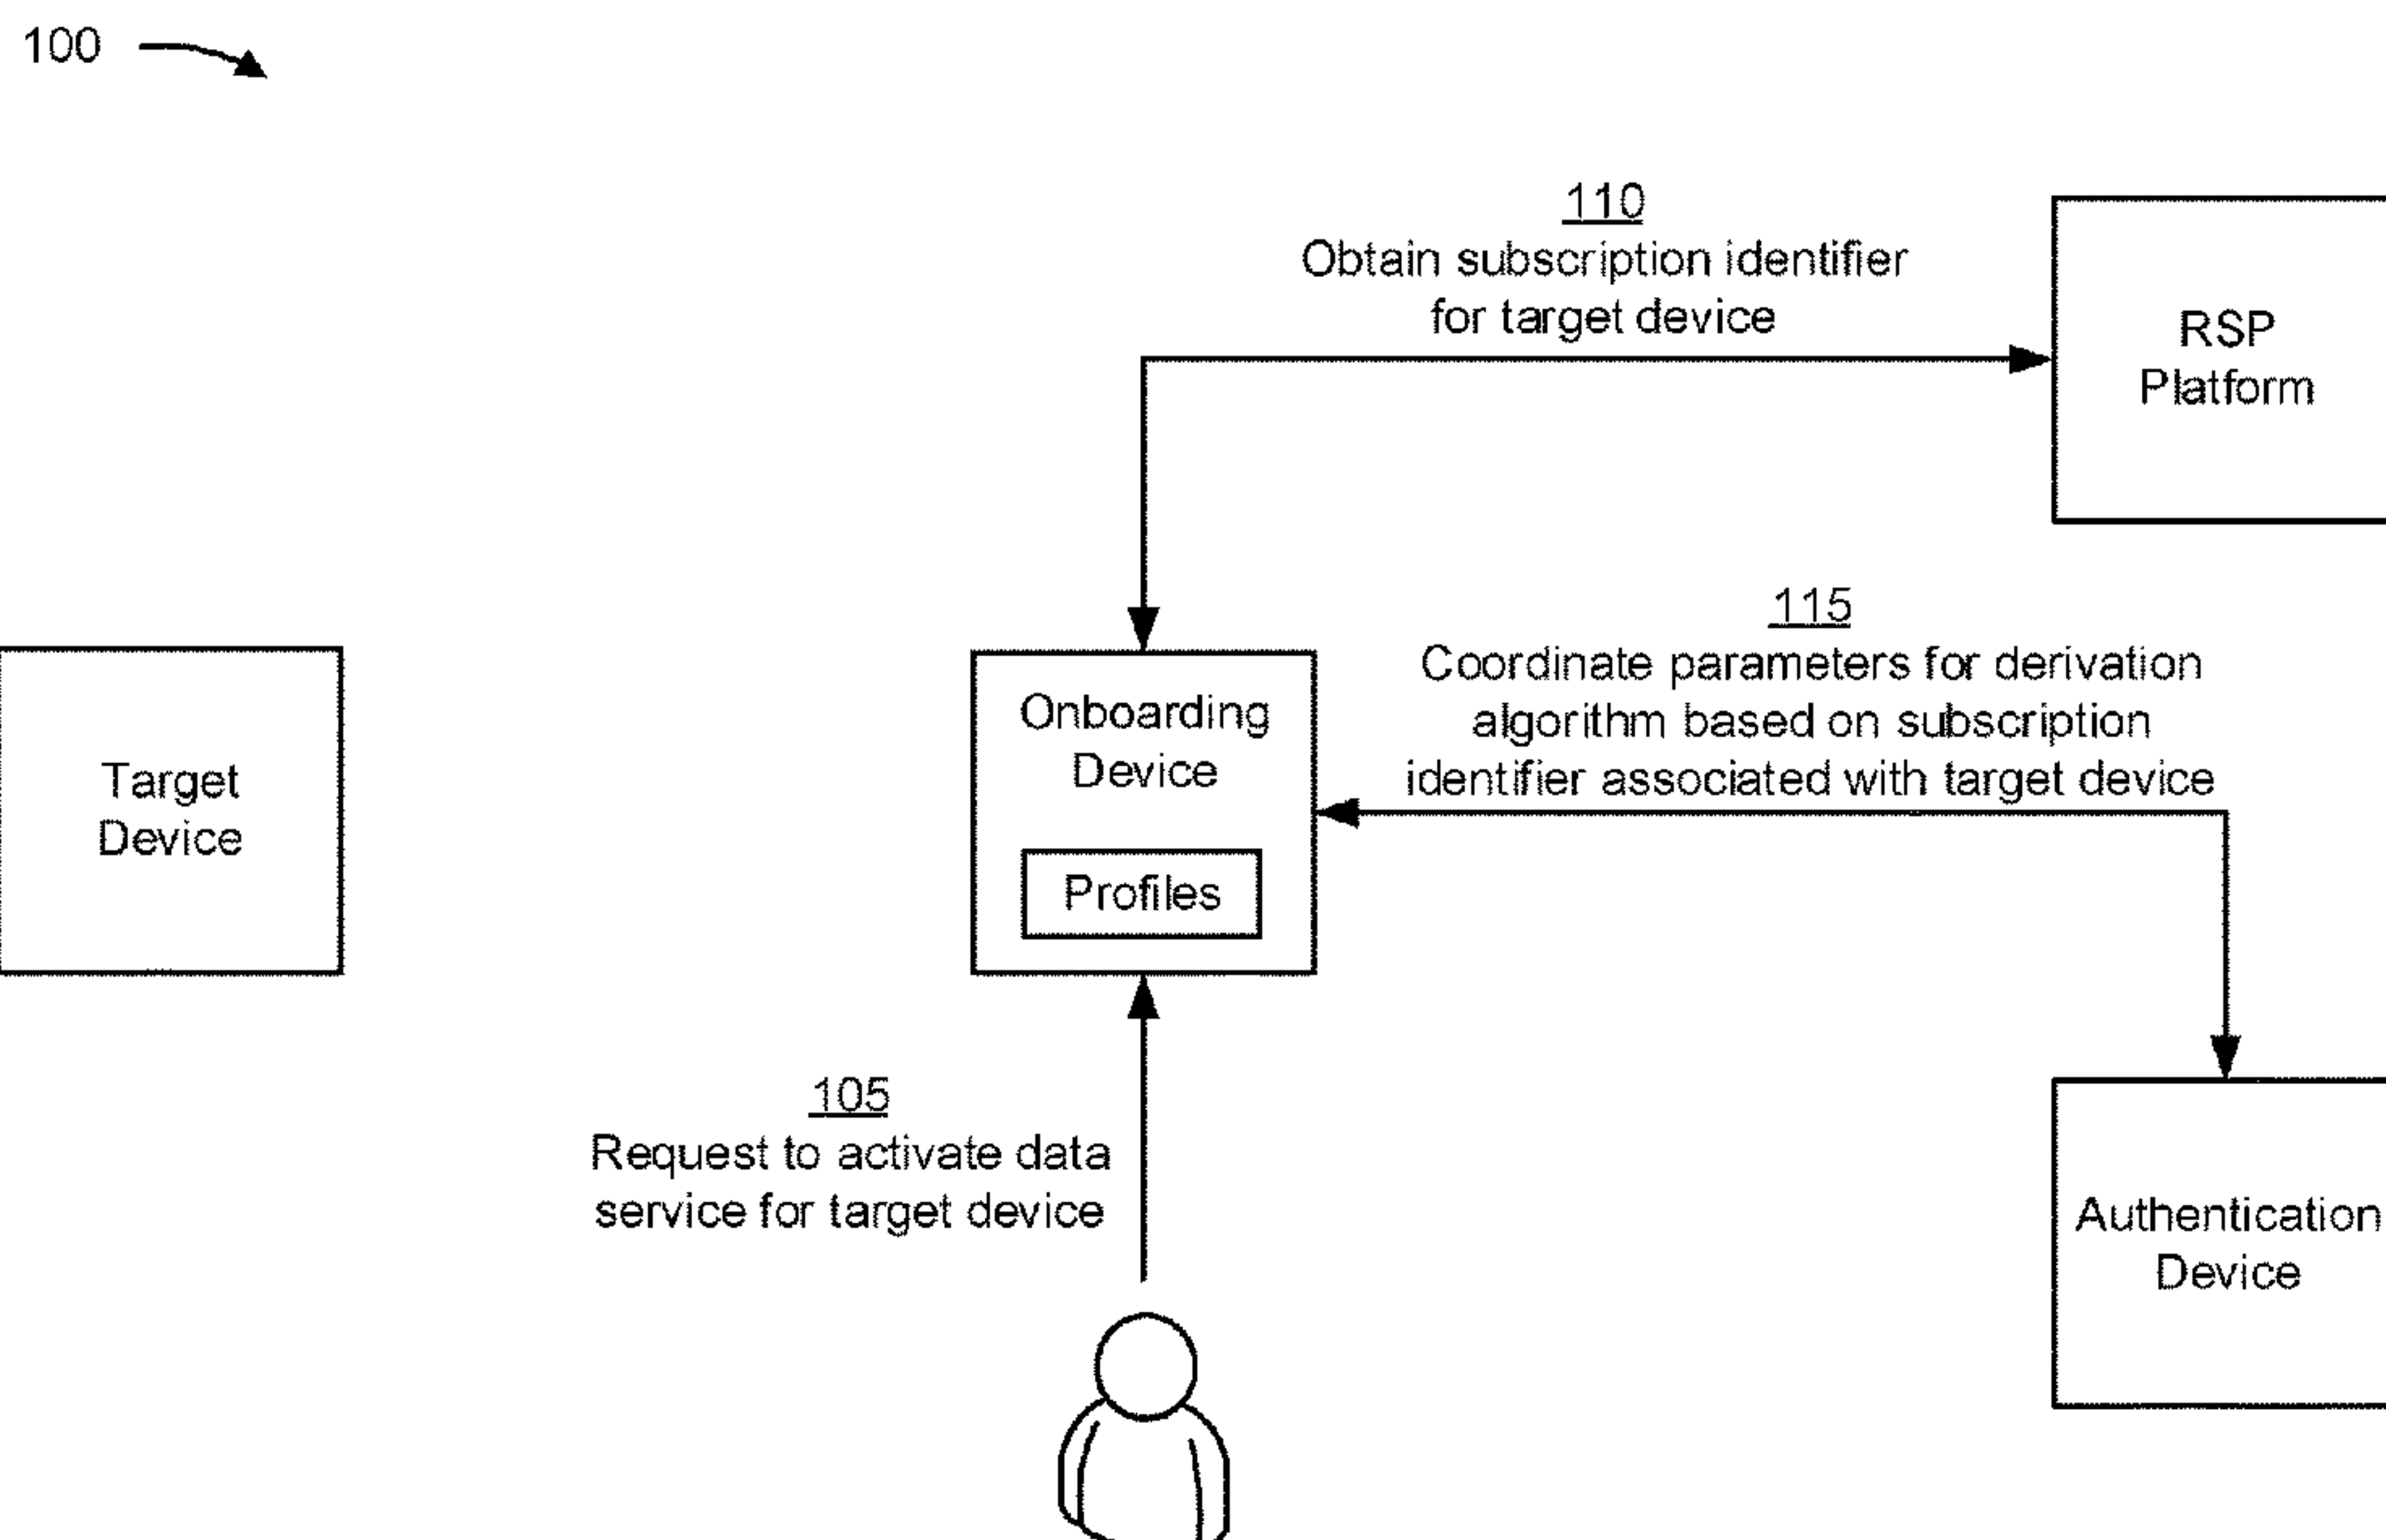 100
110
Obtain subscription identifier
for target device
RSP
Platform
115
Coordinate parameters for derivation
algorithm based on subscription
identifier associated with target device
Onboarding
Device
Profiles
Target
Device
105
Request to activate data
service for target device
Authentication
Device